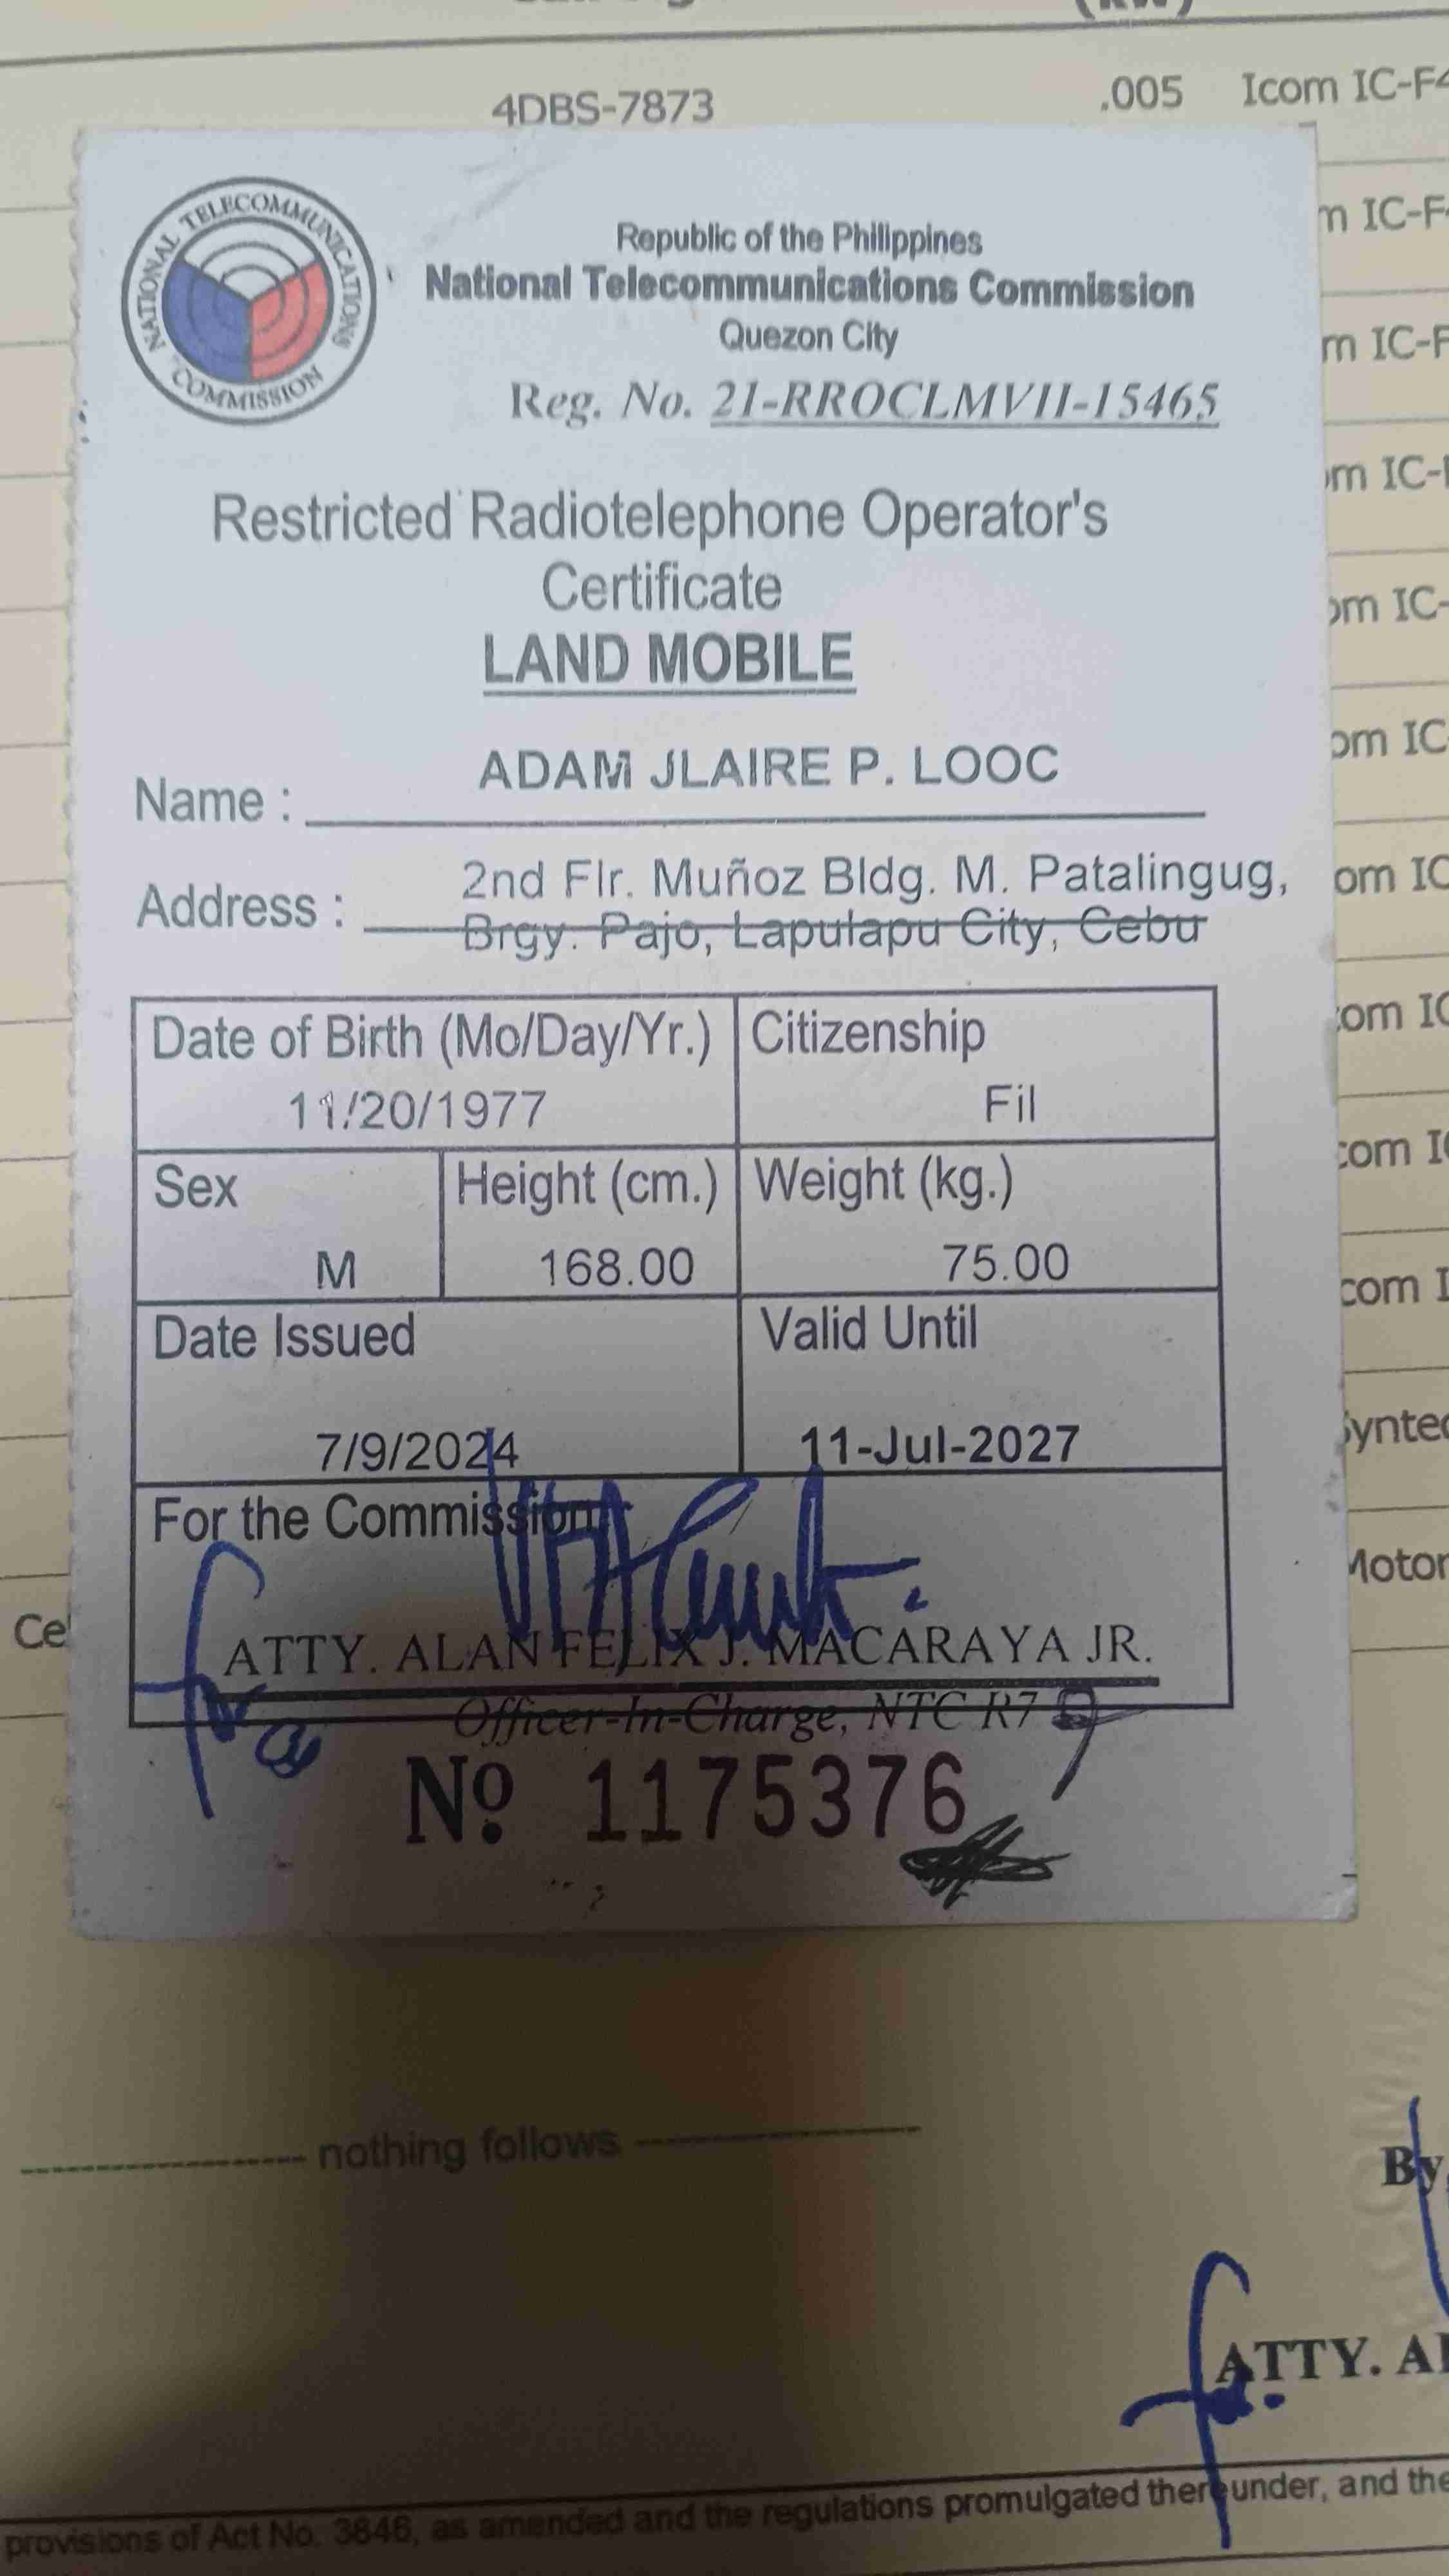 4DBS-7873 .005 Icom IC-F4
m IC-F
m IC-F
m IC-
om IC-
om IC
om IC
com IC
com I
com I
Syntec
Motor
Cel
NATIONAL TELECOMMUNICATIONS COMMISSION
Republic of the Philippines
National Telecommunications Commission
Quezon City
Reg. No. 21-RROCLMVII-15465
Restricted Radiotelephone Operator's
Certificate
LAND MOBILE
Name : ADAM JLAIRE P. LOOC
Address : 2nd Flr. Muñoz Bldg. M. Patalingug,
Brgy. Pajo, Lapulapu City, Cebu
Date of Birth (Mo/Day/Yr.) Citizenship
11/20/1977 Fil
Sex Height (cm.) Weight (kg.)
M 168.00 75.00
Date Issued Valid Until
7/9/2024 11-Jul-2027
For the Commission
ATTY. ALAN FELIX J. MACARAYA JR.
Officer-In-Charge, NTC R7
Nº 1175376
nothing follows
By
ATTY. AL
provisions of Act No. 3846, as amended and the regulations promulgated thereunder, and the